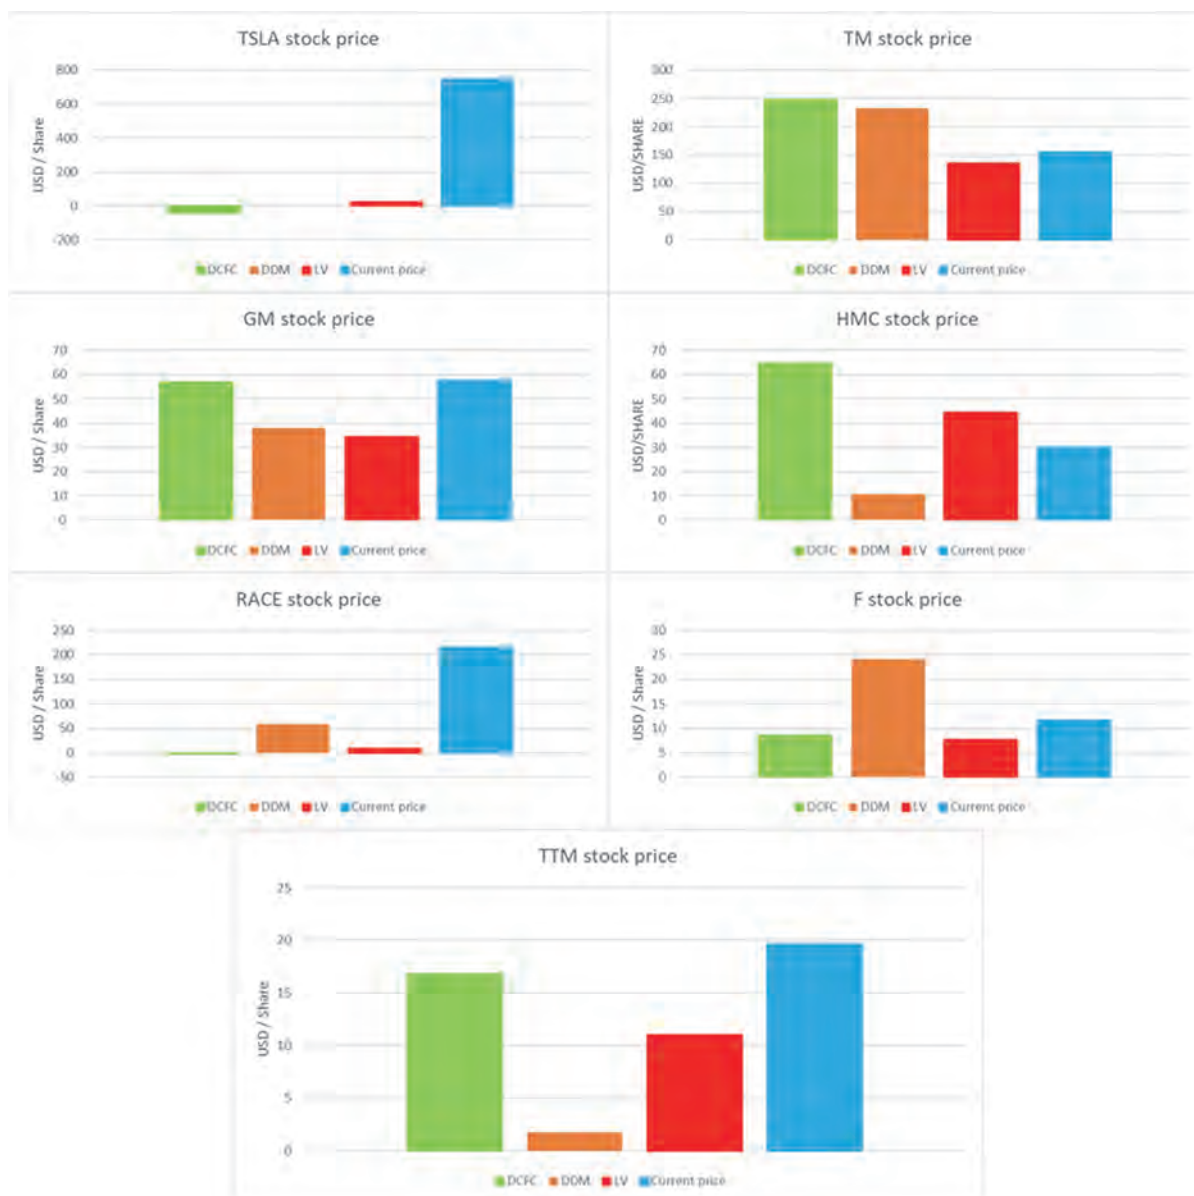 TSLA stock price
USD / Share
800
600
400
200
0
-200
DCFC DDM LV Current price
TM stock price
USD/SHARE
300
250
200
150
100
50
0
DCFC DDM LV Current price
GM stock price
USD / Share
70
60
50
40
30
20
10
0
DCFC DDM LV Current price
HMC stock price
USD/SHARE
70
60
50
40
30
20
10
0
DCFC DDM LV Current price
RACE stock price
USD / Share
250
200
150
100
50
0
-50
DCFC DDM LV Current price
F stock price
USD / Share
30
25
20
15
10
5
0
DCFC DDM LV Current price
TTM stock price
USD / Share
25
20
15
10
5
0
DCFC DDM LV Current price